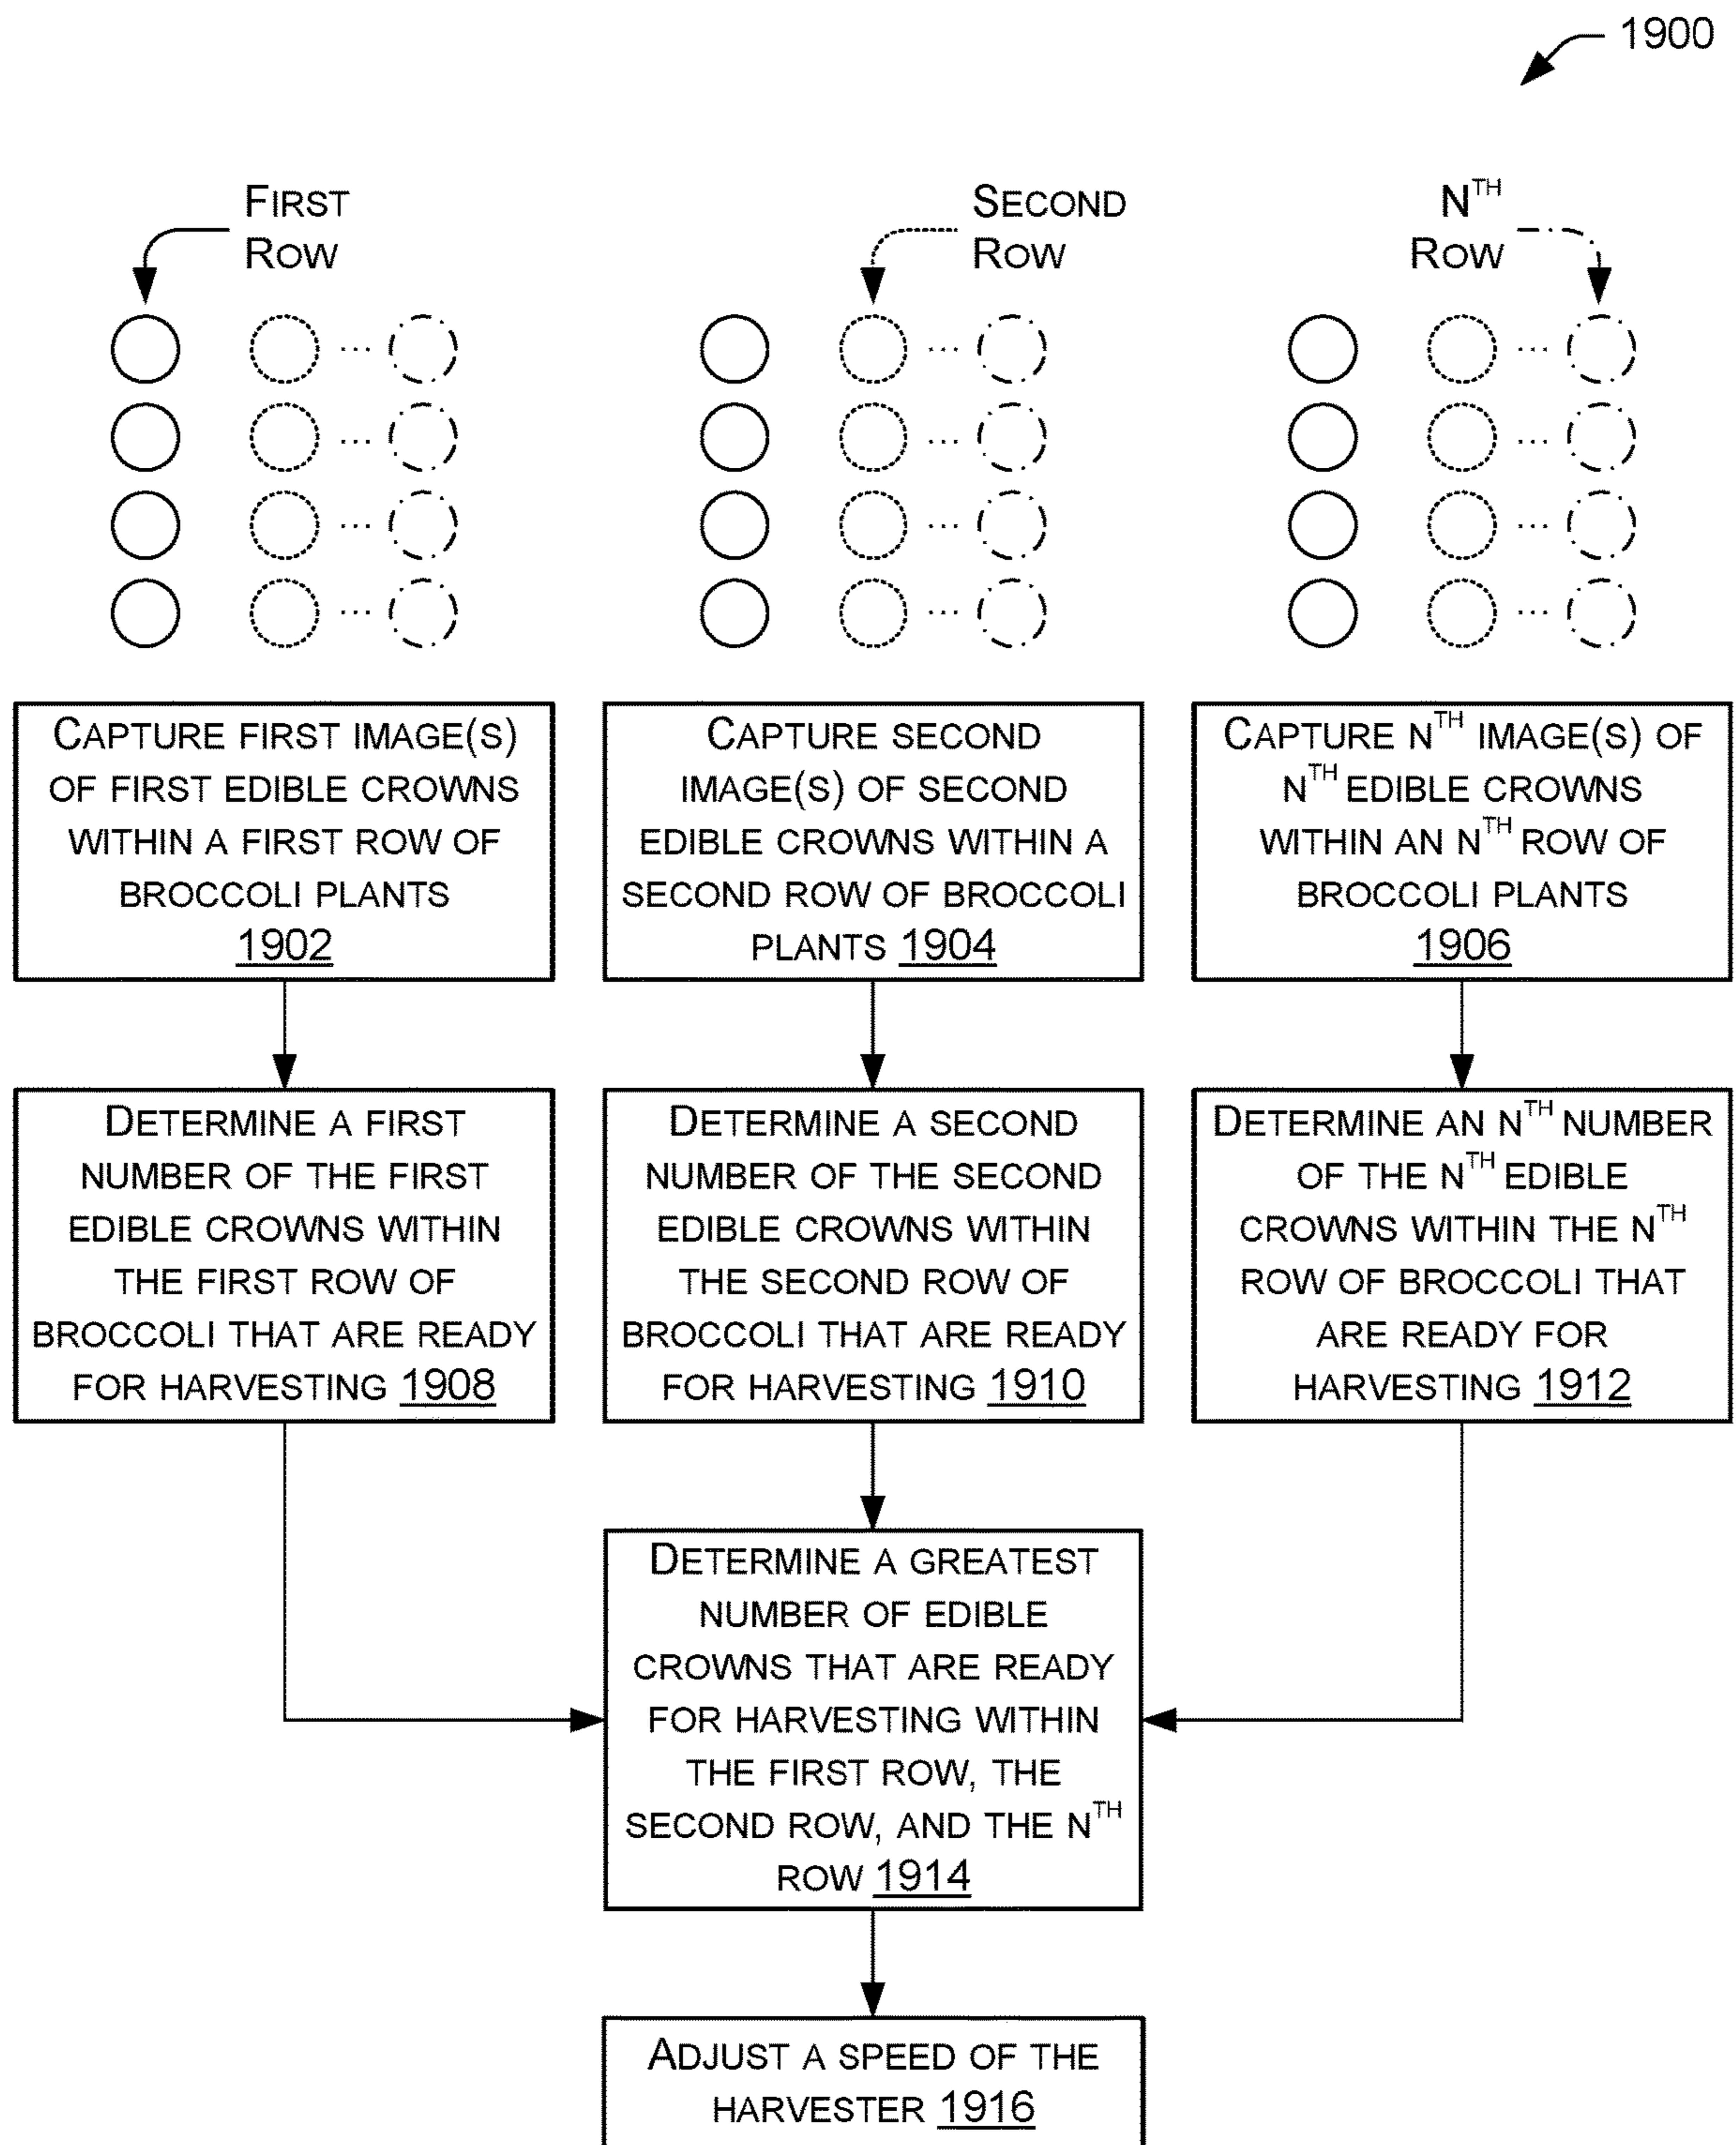 1900
FIRST
ROW
SECOND
ROW
NTH
ROW
... ... ...
... ... ...
... ... ...
... ... ...
CAPTURE FIRST IMAGE(S)
OF FIRST EDIBLE CROWNS
WITHIN A FIRST ROW OF
BROCCOLI PLANTS
1902
CAPTURE SECOND
IMAGE(S) OF SECOND
EDIBLE CROWNS WITHIN A
SECOND ROW OF BROCCOLI
PLANTS 1904
CAPTURE NTH IMAGE(S) OF
NTH EDIBLE CROWNS
WITHIN AN NTH ROW OF
BROCCOLI PLANTS
1906
DETERMINE A FIRST
NUMBER OF THE FIRST
EDIBLE CROWNS WITHIN
THE FIRST ROW OF
BROCCOLI THAT ARE READY
FOR HARVESTING 1908
DETERMINE A SECOND
NUMBER OF THE SECOND
EDIBLE CROWNS WITHIN
THE SECOND ROW OF
BROCCOLI THAT ARE READY
FOR HARVESTING 1910
DETERMINE AN NTH NUMBER
OF THE NTH EDIBLE
CROWNS WITHIN THE NTH
ROW OF BROCCOLI THAT
ARE READY FOR
HARVESTING 1912
DETERMINE A GREATEST
NUMBER OF EDIBLE
CROWNS THAT ARE READY
FOR HARVESTING WITHIN
THE FIRST ROW, THE
SECOND ROW, AND THE NTH
ROW 1914
ADJUST A SPEED OF THE
HARVESTER 1916